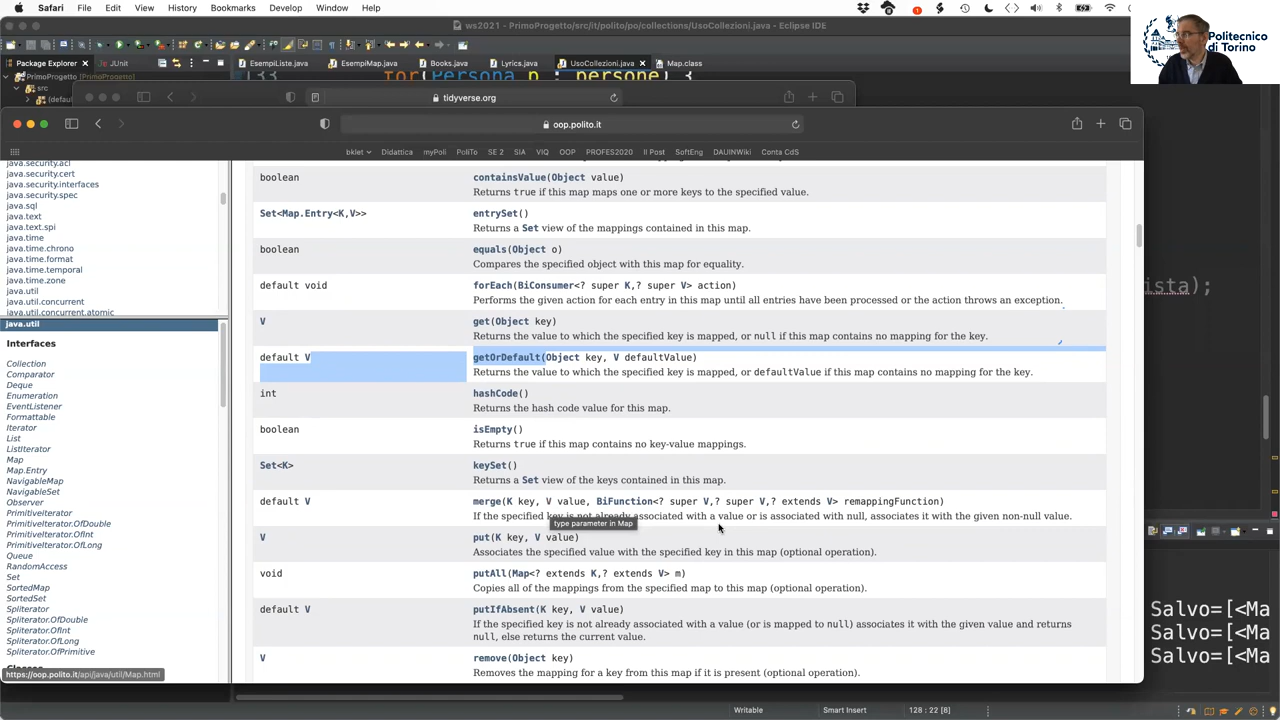 Safari File Edit View History Bookmarks Develop Window Help
ws2021 - PrimoProgetto/src/it/polito/po/collections/UsoCollezioni.java - Eclipse IDE
Politecnico
di Torino
Package Explorer JUnit EsempiListe.java EsempiMap.java Books.java Lyrics.java UsoCollezioni.java Map.class
PrimoProgetto
133 for(Persona p : persone) {
src
(defau
tidyverse.org
oop.polito.it
bklet Didattica myPoli PoliTo SE 2 SIA VIQ OOP PROFES2020 Il Post SoftEng DAUINWiki Conta CdS
java.security.acl
java.security.cert
java.security.interfaces
java.security.spec
java.sql
java.text
java.text.spi
java.time
java.time.chrono
java.time.format
java.time.temporal
java.time.zone
java.util
java.util.concurrent
java.util.concurrent.atomic
java.util
Interfaces
Collection
Comparator
Deque
Enumeration
EventListener
Formattable
Iterator
List
ListIterator
Map
Map.Entry
NavigableMap
NavigableSet
Observer
PrimitiveIterator
PrimitiveIterator.OfDouble
PrimitiveIterator.OfInt
PrimitiveIterator.OfLong
Queue
RandomAccess
Set
SortedMap
SortedSet
Spliterator
Spliterator.OfDouble
Spliterator.OfInt
Spliterator.OfLong
Spliterator.OfPrimitive
Classes
https://oop.polito.it/api/java/util/Map.html
boolean containsValue(Object value)
Returns true if this map maps one or more keys to the specified value.
Set<Map.Entry<K,V>> entrySet()
Returns a Set view of the mappings contained in this map.
boolean equals(Object o)
Compares the specified object with this map for equality.
default void forEach(BiConsumer<? super K,? super V> action)
Performs the given action for each entry in this map until all entries have been processed or the action throws an exception.
V get(Object key)
Returns the value to which the specified key is mapped, or null if this map contains no mapping for the key.
default V getOrDefault(Object key, V defaultValue)
Returns the value to which the specified key is mapped, or defaultValue if this map contains no mapping for the key.
int hashCode()
Returns the hash code value for this map.
boolean isEmpty()
Returns true if this map contains no key-value mappings.
Set<K> keySet()
Returns a Set view of the keys contained in this map.
default V merge(K key, V value, BiFunction<? super V,? super V,? extends V> remappingFunction)
If the specified key is not already associated with a value or is associated with null, associates it with the given non-null value.
type parameter in Map
V put(K key, V value)
Associates the specified value with the specified key in this map (optional operation).
void putAll(Map<? extends K,? extends V> m)
Copies all of the mappings from the specified map to this map (optional operation).
default V putIfAbsent(K key, V value)
If the specified key is not already associated with a value (or is mapped to null) associates it with the given value and returns
null, else returns the current value.
V remove(Object key)
Removes the mapping for a key from this map if it is present (optional operation).
ista);
Salvo=[<Ma
Salvo=[<Ma
Salvo=[<Ma
Writable Smart Insert 128 : 22 [6]